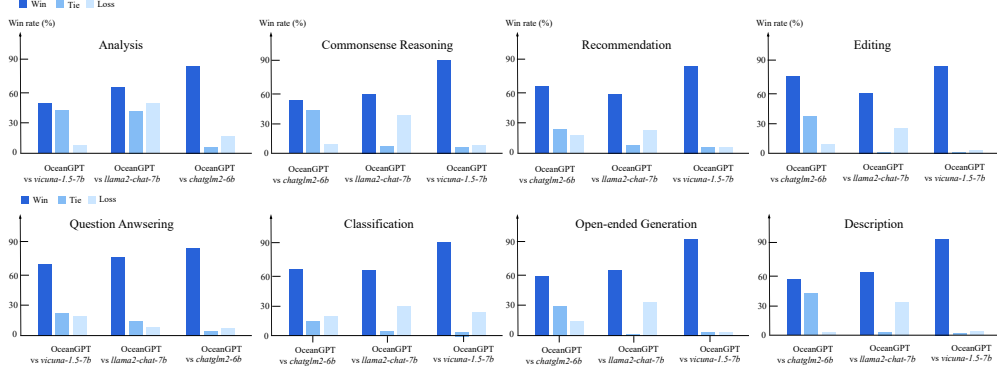 Win Tie Loss
Win rate (%) Win rate (%) Win rate (%) Win rate (%)
Analysis Commonsense Reasoning Recommendation Editing
90 90 90 90
60 60 60 60
30 30 30 30
0 0 0 0
OceanGPT OceanGPT OceanGPT OceanGPT OceanGPT OceanGPT OceanGPT OceanGPT OceanGPT OceanGPT OceanGPT OceanGPT
vs vicuna-1.5-7b vs llama2-chat-7b vs chatglm2-6b vs chatglm2-6b vs llama2-chat-7b vs vicuna-1.5-7b vs chatglm2-6b vs llama2-chat-7b vs vicuna-1.5-7b vs chatglm2-6b vs llama2-chat-7b vs vicuna-1.5-7b
Win Tie Loss
Question Anwsering Classification Open-ended Generation Description
90 90 90 90
60 60 60 60
30 30 30 30
0 0 0 0
OceanGPT OceanGPT OceanGPT OceanGPT OceanGPT OceanGPT OceanGPT OceanGPT OceanGPT OceanGPT OceanGPT OceanGPT
vs vicuna-1.5-7b vs llama2-chat-7b vs chatglm2-6b vs chatglm2-6b vs llama2-chat-7b vs vicuna-1.5-7b vs chatglm2-6b vs llama2-chat-7b vs vicuna-1.5-7b vs chatglm2-6b vs llama2-chat-7b vs vicuna-1.5-7b